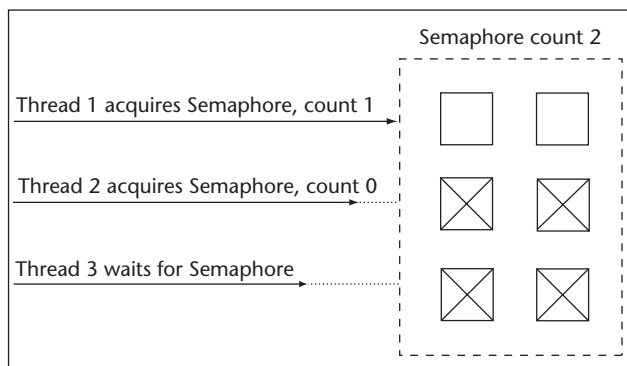 Semaphore count 2
Thread 1 acquires Semaphore, count 1
Thread 2 acquires Semaphore, count 0
Thread 3 waits for Semaphore